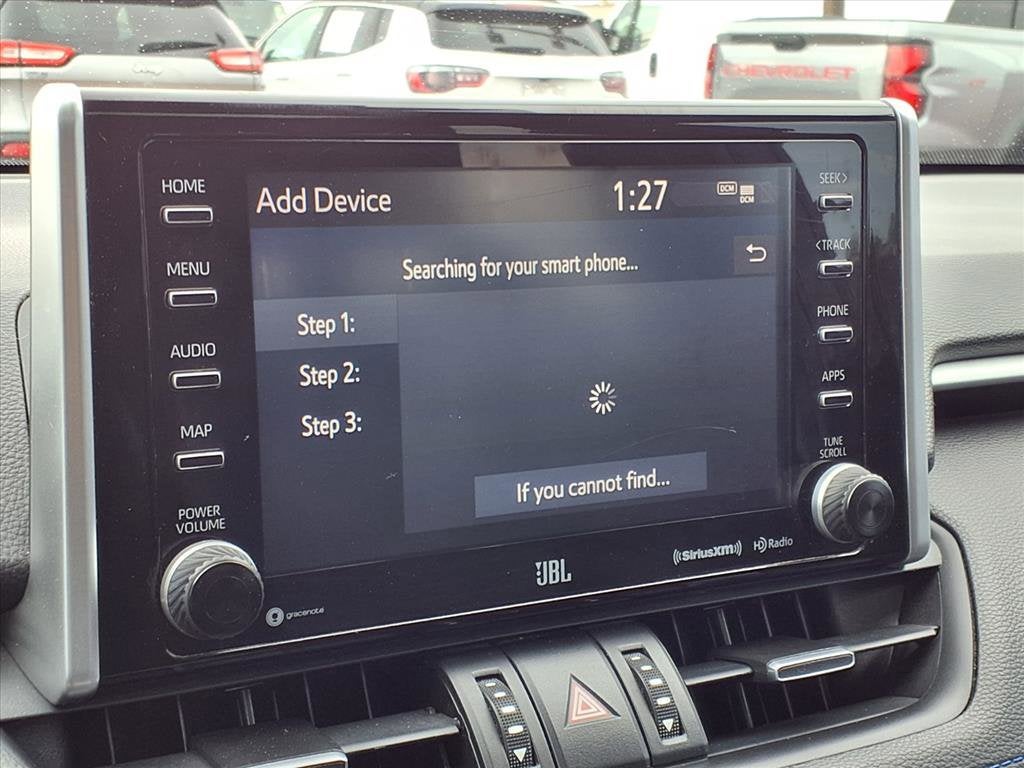 CHEVROLET
HOME
MENU
AUDIO
MAP
POWER
VOLUME
Add Device
1:27
DCM
DCM
Searching for your smart phone...
Step 1:
Step 2:
Step 3:
If you cannot find...
SEEK>
<TRACK
PHONE
APPS
TUNE
SCROLL
gracenote
JBL
((SiriusXM))
HD Radio